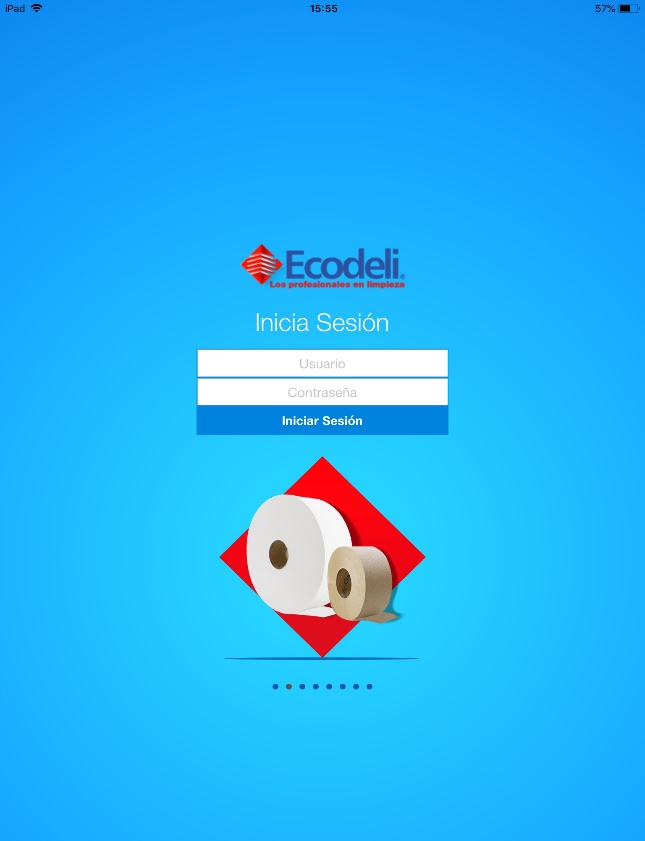 iPad 15:55 57%
Ecodeli®
Los profesionales en limpieza
Inicia Sesión
Usuario
Contraseña
Iniciar Sesión